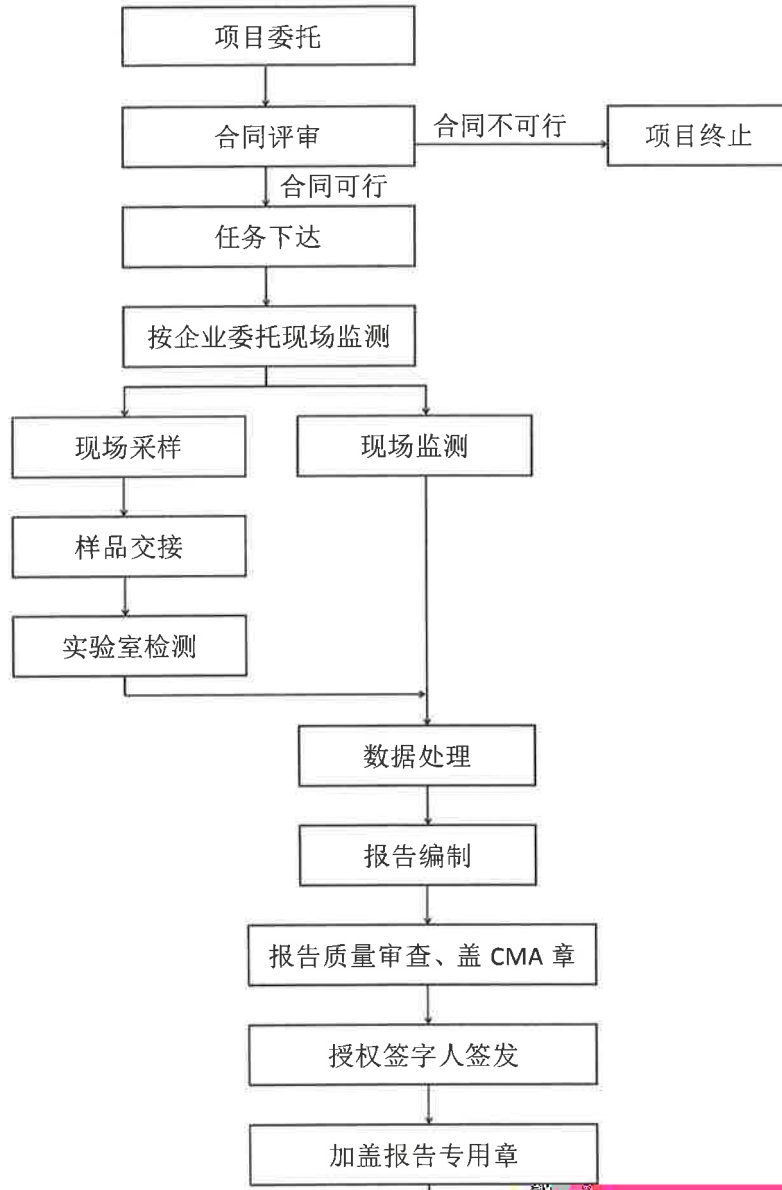 项目委托
合同评审
合同不可行
项目终止
合同可行
任务下达
按企业委托现场监测
现场采样
现场监测
样品交接
实验室检测
数据处理
报告编制
报告质量审查、盖 CMA 章
授权签字人签发
加盖报告专用章